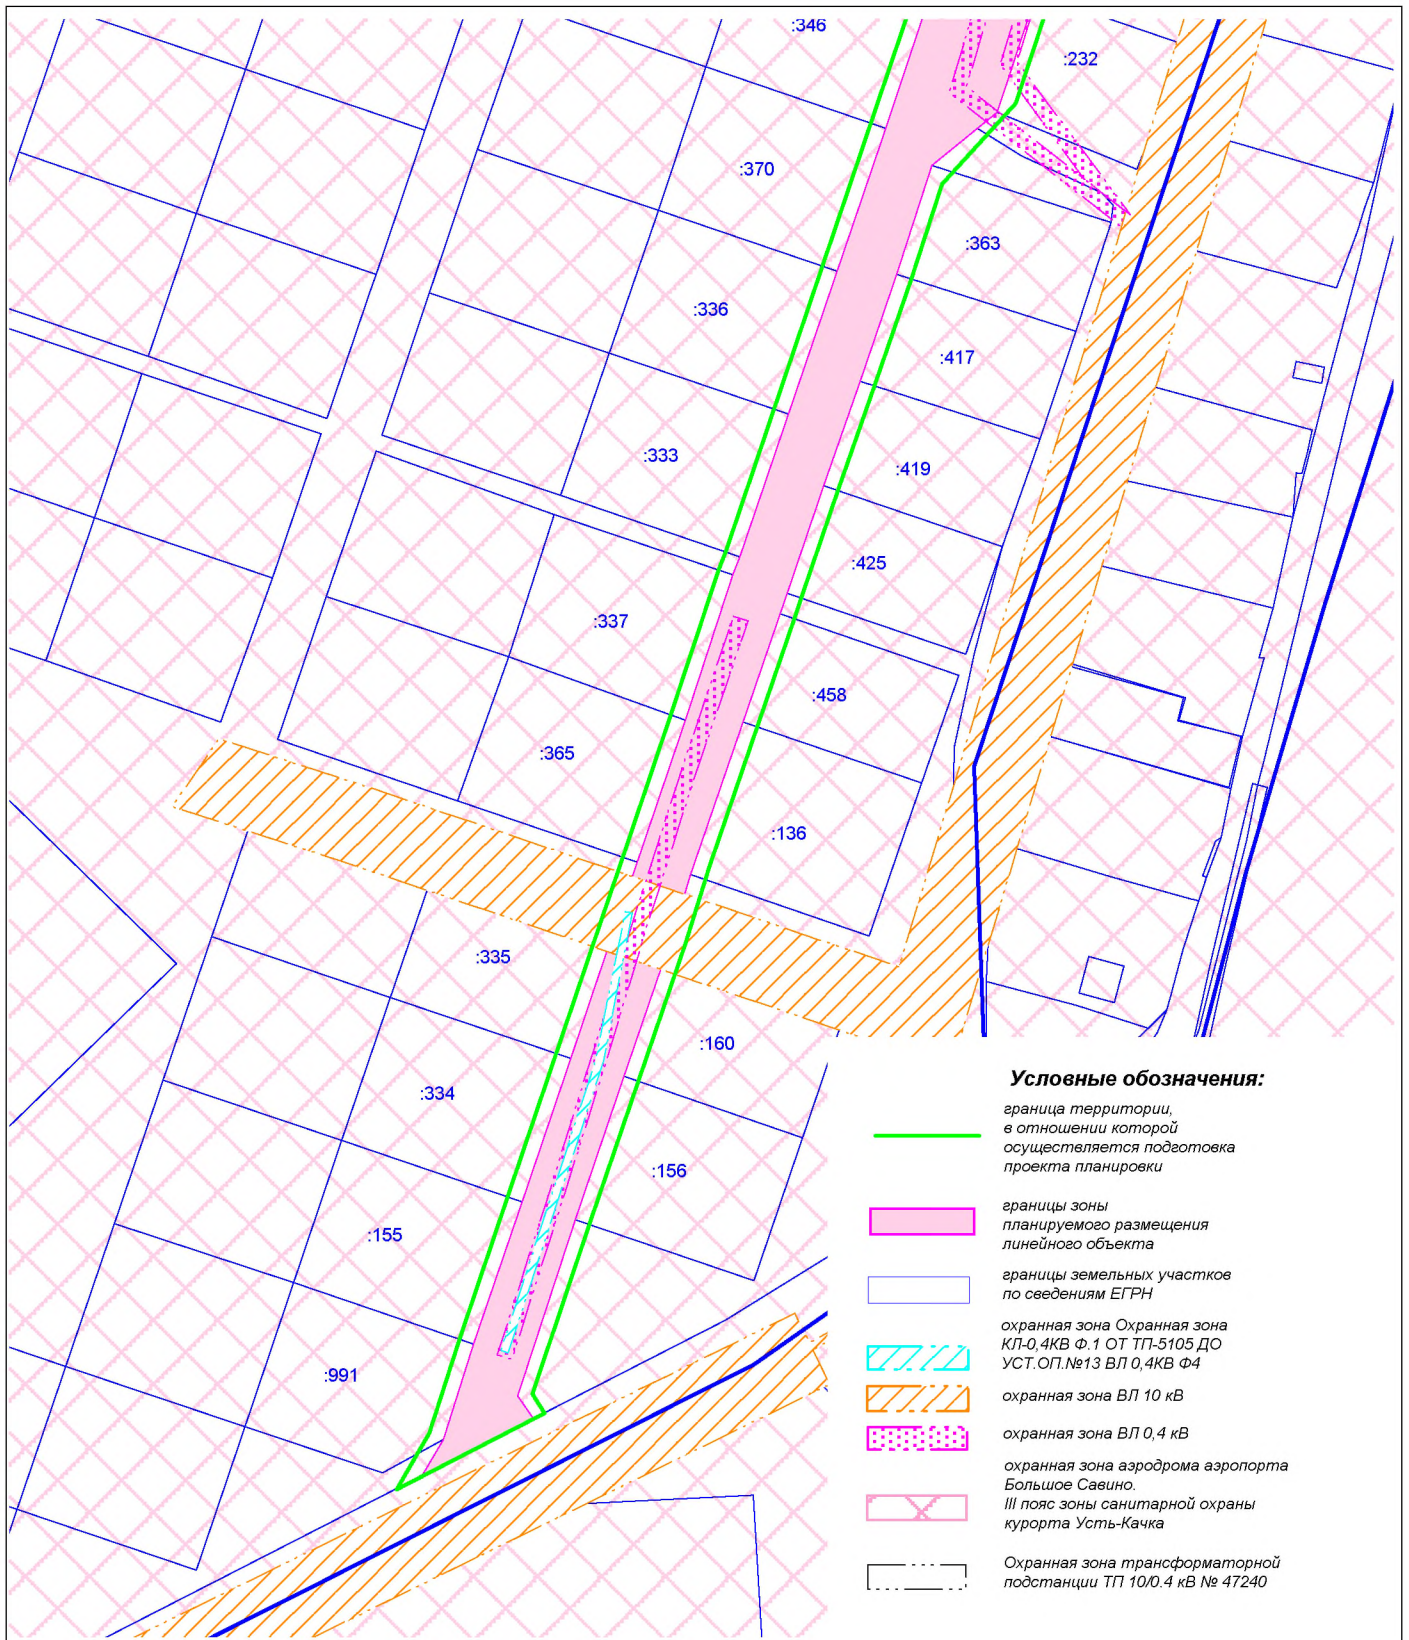 :346
:232
:370
:363
:336
:417
:333
:419
:425
:337
:458
:365
:136
:335
:160
:334
:156
:155
:991
Условные обозначения:
граница территории,
в отношении которой
осуществляется подготовка
проекта планировки
границы зоны
планируемого размещения
линейного объекта
границы земельных участков
по сведениям ЕГРН
охранная зона Охранная зона
КЛ-0,4КВ Ф.1 ОТ ТП-5105 ДО
УСТ.ОП.№13 ВЛ 0,4КВ Ф4
охранная зона ВЛ 10 кВ
охранная зона ВЛ 0,4 кВ
охранная зона аэродрома аэропорта
Большое Савино.
III пояс зоны санитарной охраны
курорта Усть-Качка
Охранная зона трансформаторной
подстанции ТП 10/0.4 кВ № 47240